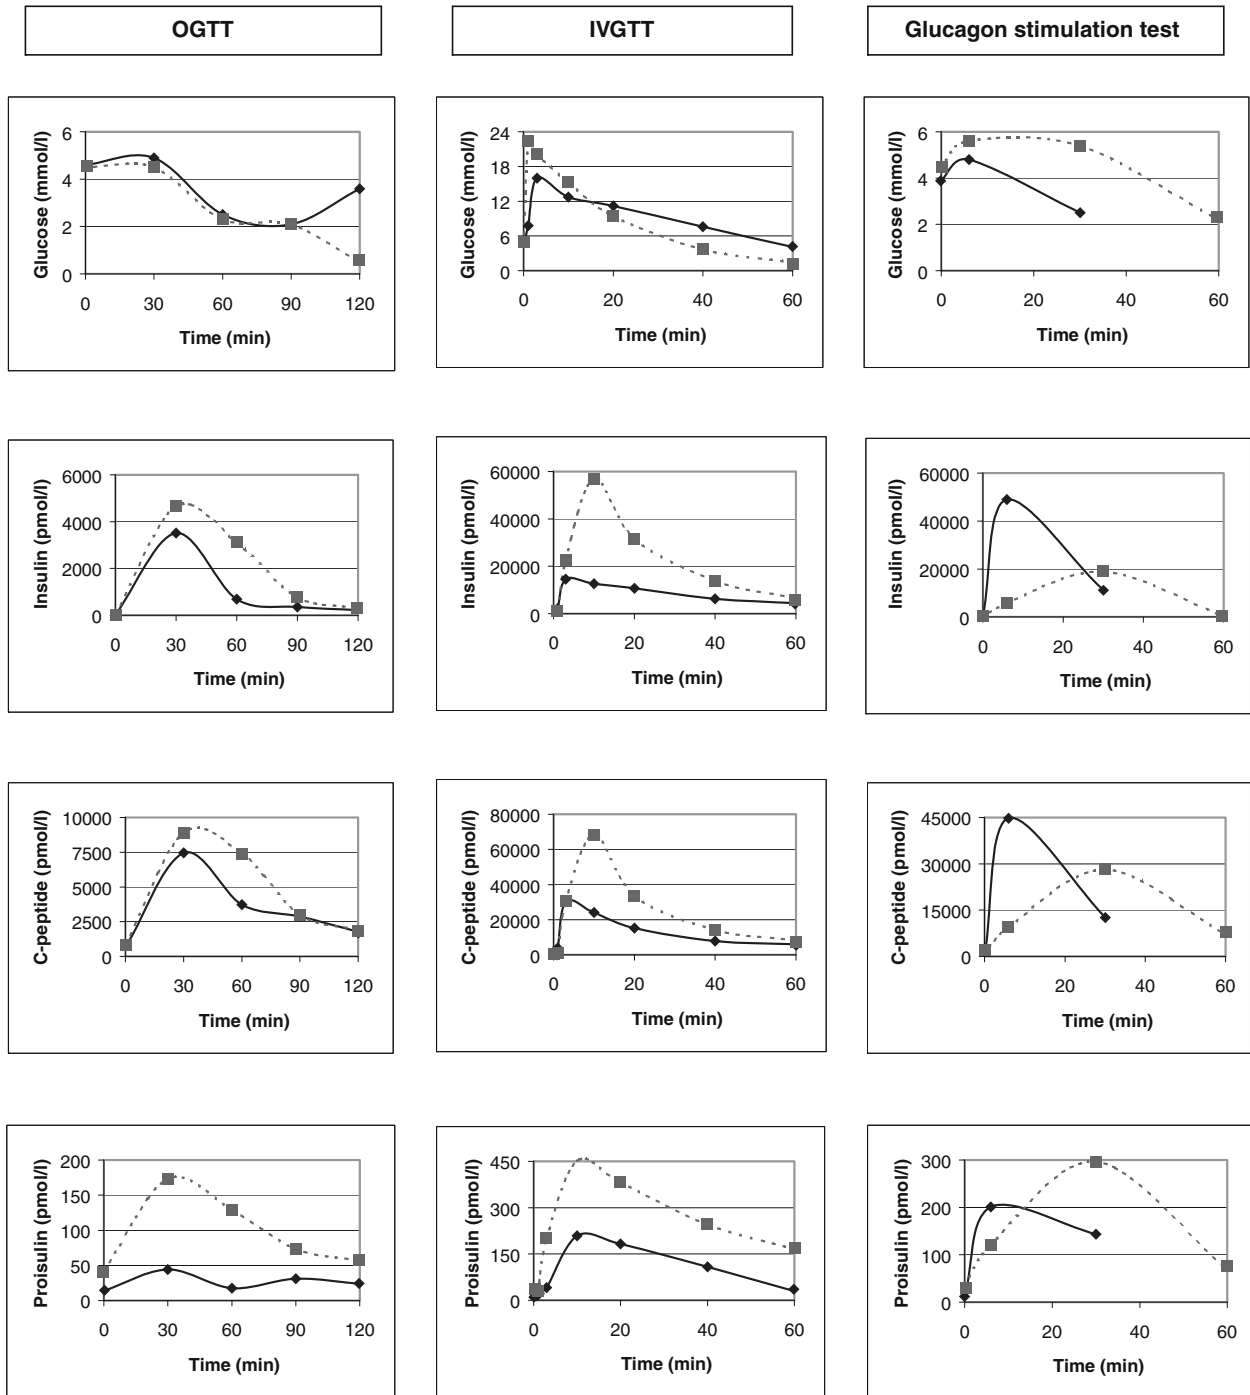 OGTT
IVGTT
Glucagon stimulation test
Glucose (mmol/l)
6
4
2
0
0 30 60 90 120
Time (min)
Glucose (mmol/l)
24
18
12
6
0
0 20 40 60
Time (min)
Glucose (mmol/l)
6
4
2
0
0 20 40 60
Time (min)
Insulin (pmol/l)
6000
4000
2000
0
0 30 60 90 120
Time (min)
Insulin (pmol/l)
60000
40000
20000
0
0 20 40 60
Time (min)
Insulin (pmol/l)
60000
40000
20000
0
0 20 40 60
Time (min)
C-peptide (pmol/l)
10000
7500
5000
2500
0
0 30 60 90 120
Time (min)
C-peptide (pmol/l)
80000
60000
40000
20000
0
0 20 40 60
Time (min)
C-peptide (pmol/l)
45000
30000
15000
0
0 20 40 60
Time (min)
Proisulin (pmol/l)
200
150
100
50
0
0 30 60 90 120
Time (min)
Proisulin (pmol/l)
450
300
150
0
0 20 40 60
Time (min)
Proisulin (pmol/l)
300
200
100
0
0 20 40 60
Time (min)